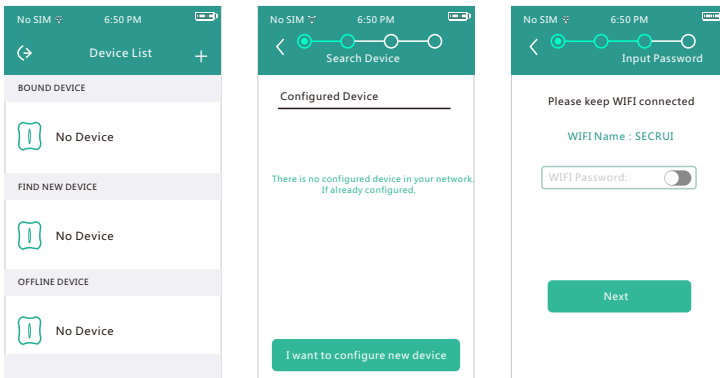 No SIM 6:50 PM
Device List +
BOUND DEVICE
No Device
FIND NEW DEVICE
No Device
OFFLINE DEVICE
No Device
No SIM 6:50 PM
Search Device
Configured Device
There is no configured device in your network.
If already configured,
I want to configure new device
No SIM 6:50 PM
Input Password
Please keep WIFI connected
WIFI Name : SECRUI
WIFI Password:
Next